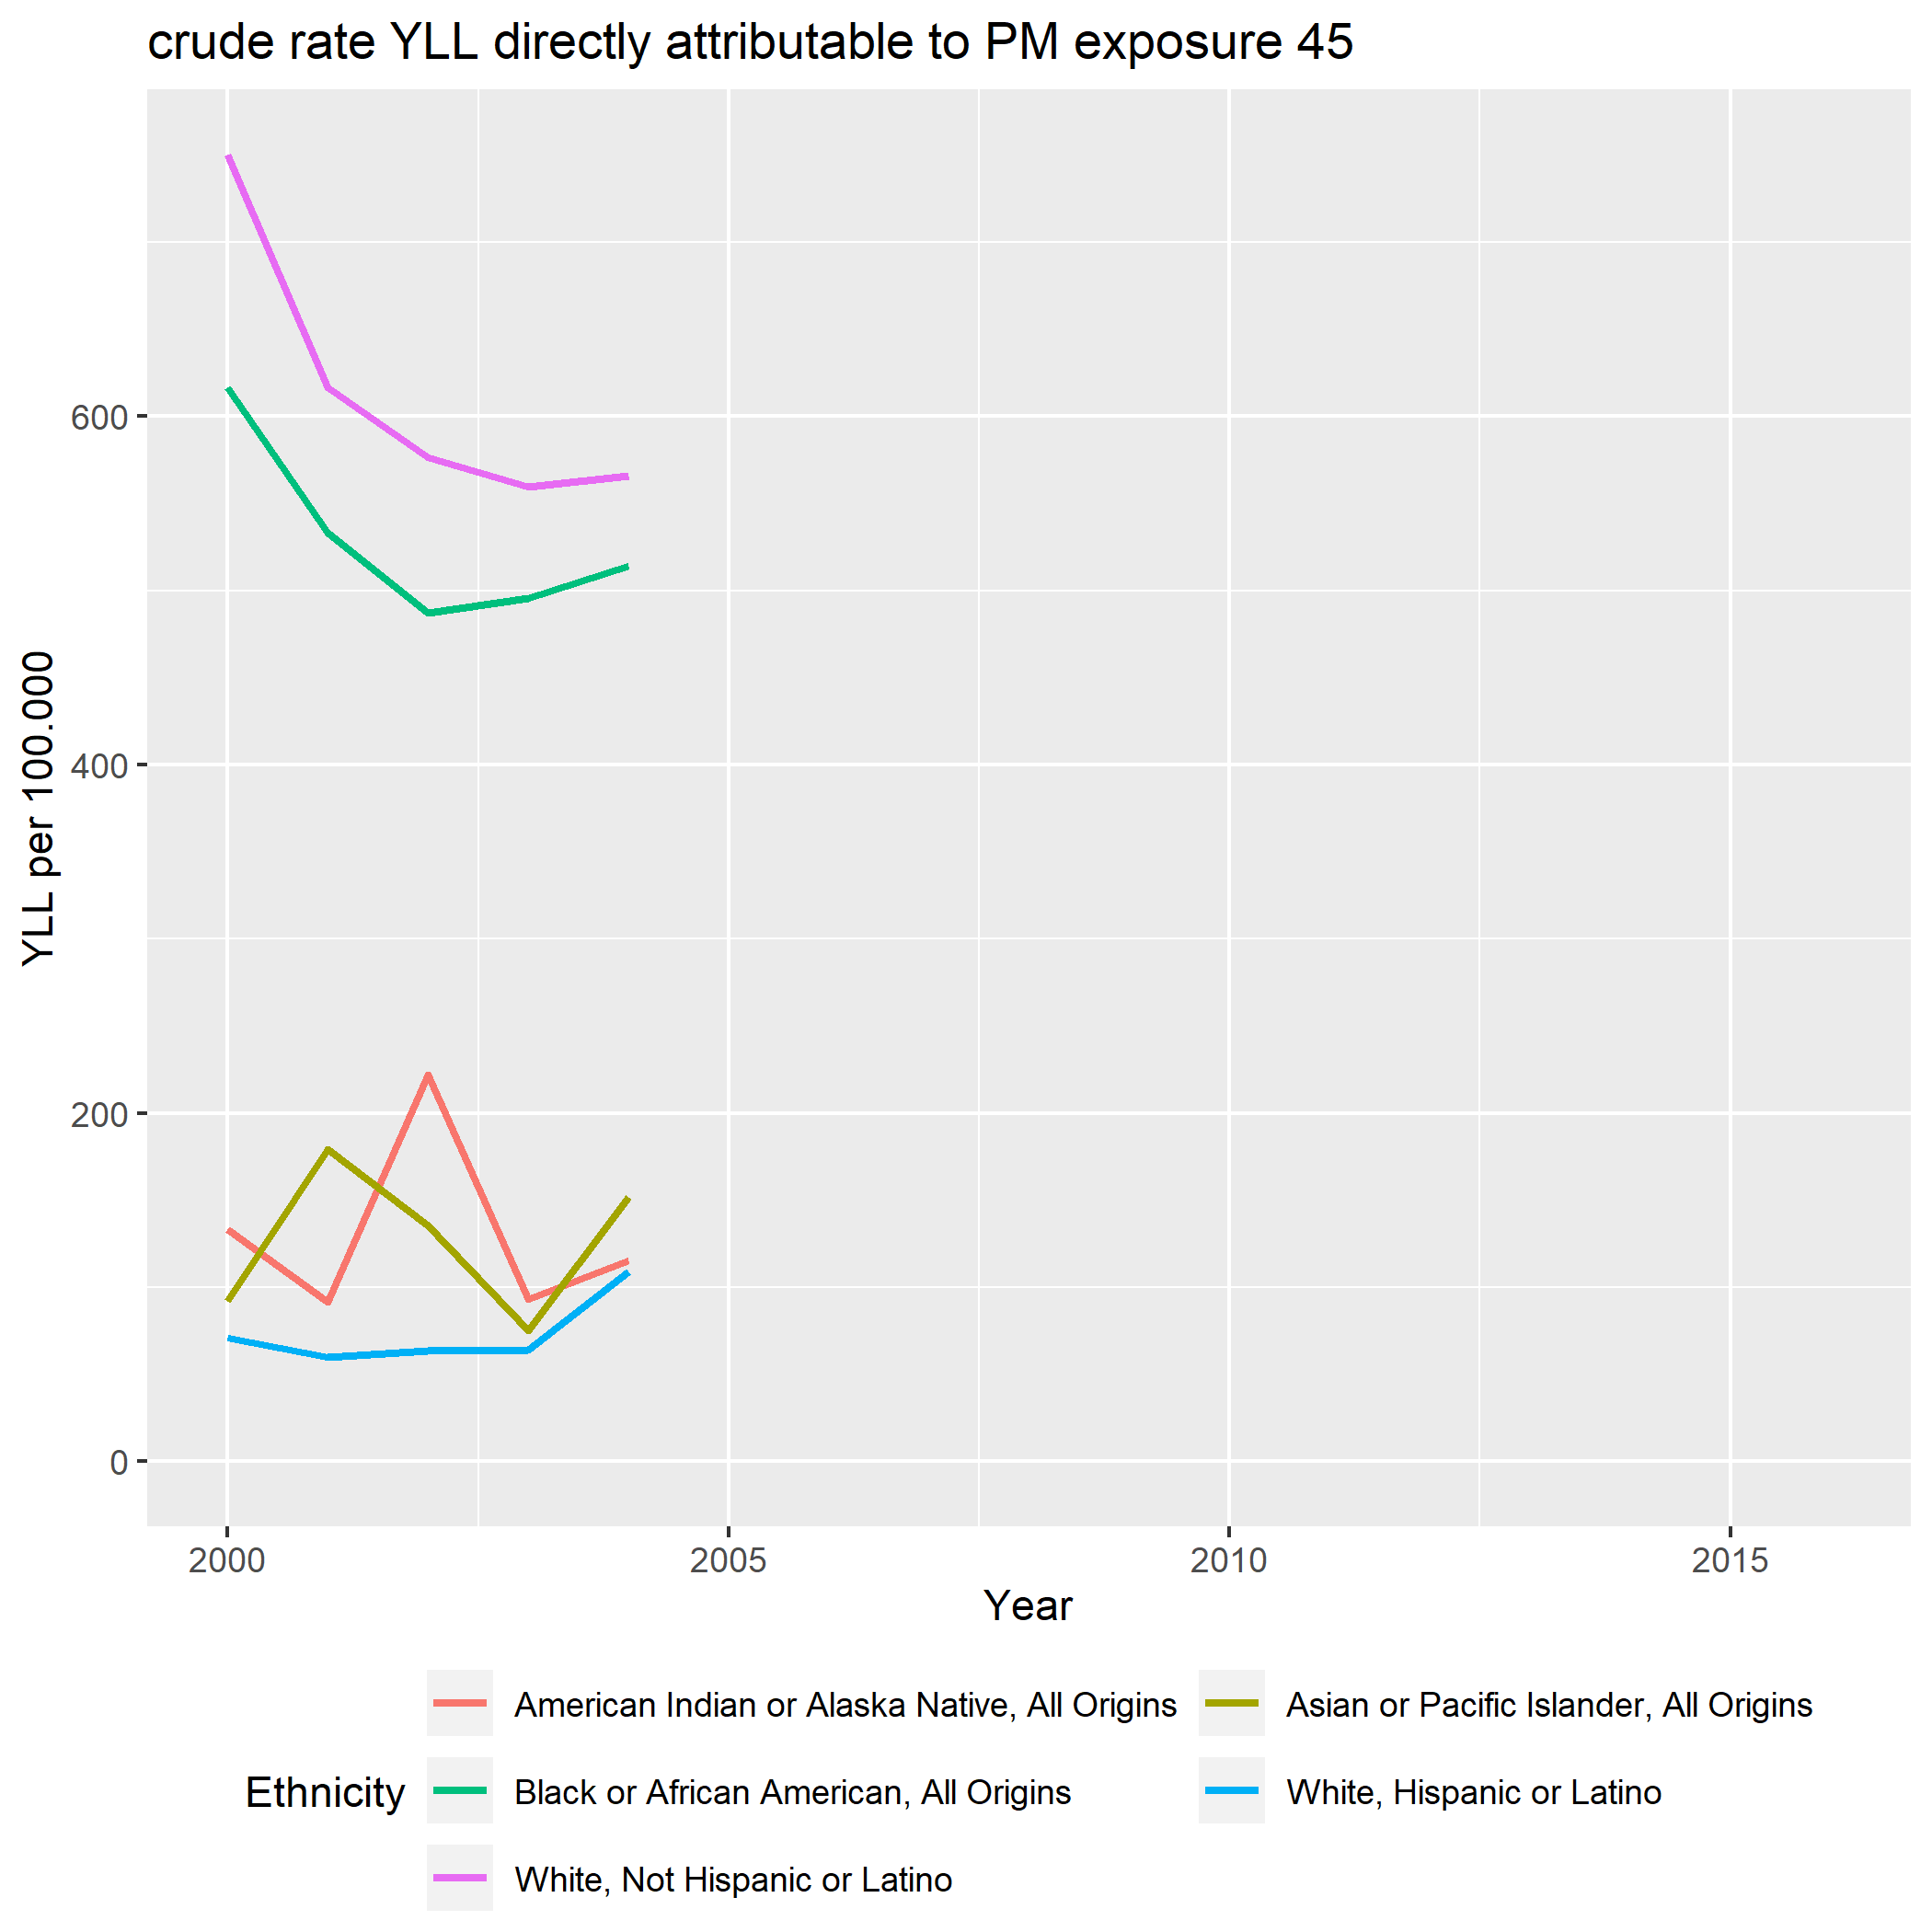 crude rate YLL directly attributable to PM exposure 45
YLL per 100.000
600
400
200
0
2000 2005 2010 2015
Year
Ethnicity
American Indian or Alaska Native, All Origins
Asian or Pacific Islander, All Origins
Black or African American, All Origins
White, Hispanic or Latino
White, Not Hispanic or Latino